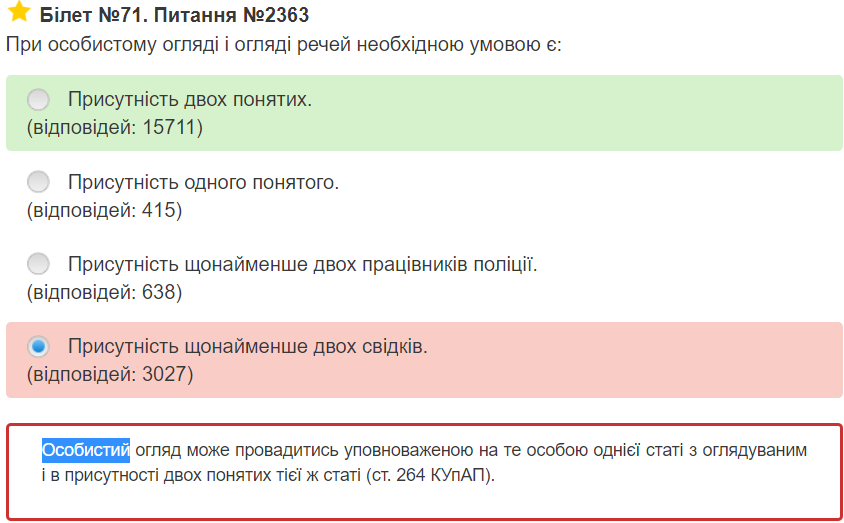 Білет №71. Питання №2363
При особистому огляді і огляді речей необхідною умовою є:
Присутність двох понятих.
(відповідей: 15711)
Присутність одного понятого.
(відповідей: 415)
Присутність щонайменше двох працівників поліції.
(відповідей: 638)
Присутність щонайменше двох свідків.
(відповідей: 3027)
Особистий огляд може провадитись уповноваженою на те особою однієї статі з оглядуваним
і в присутності двох понятих тієї ж статі (ст. 264 КУпАП).